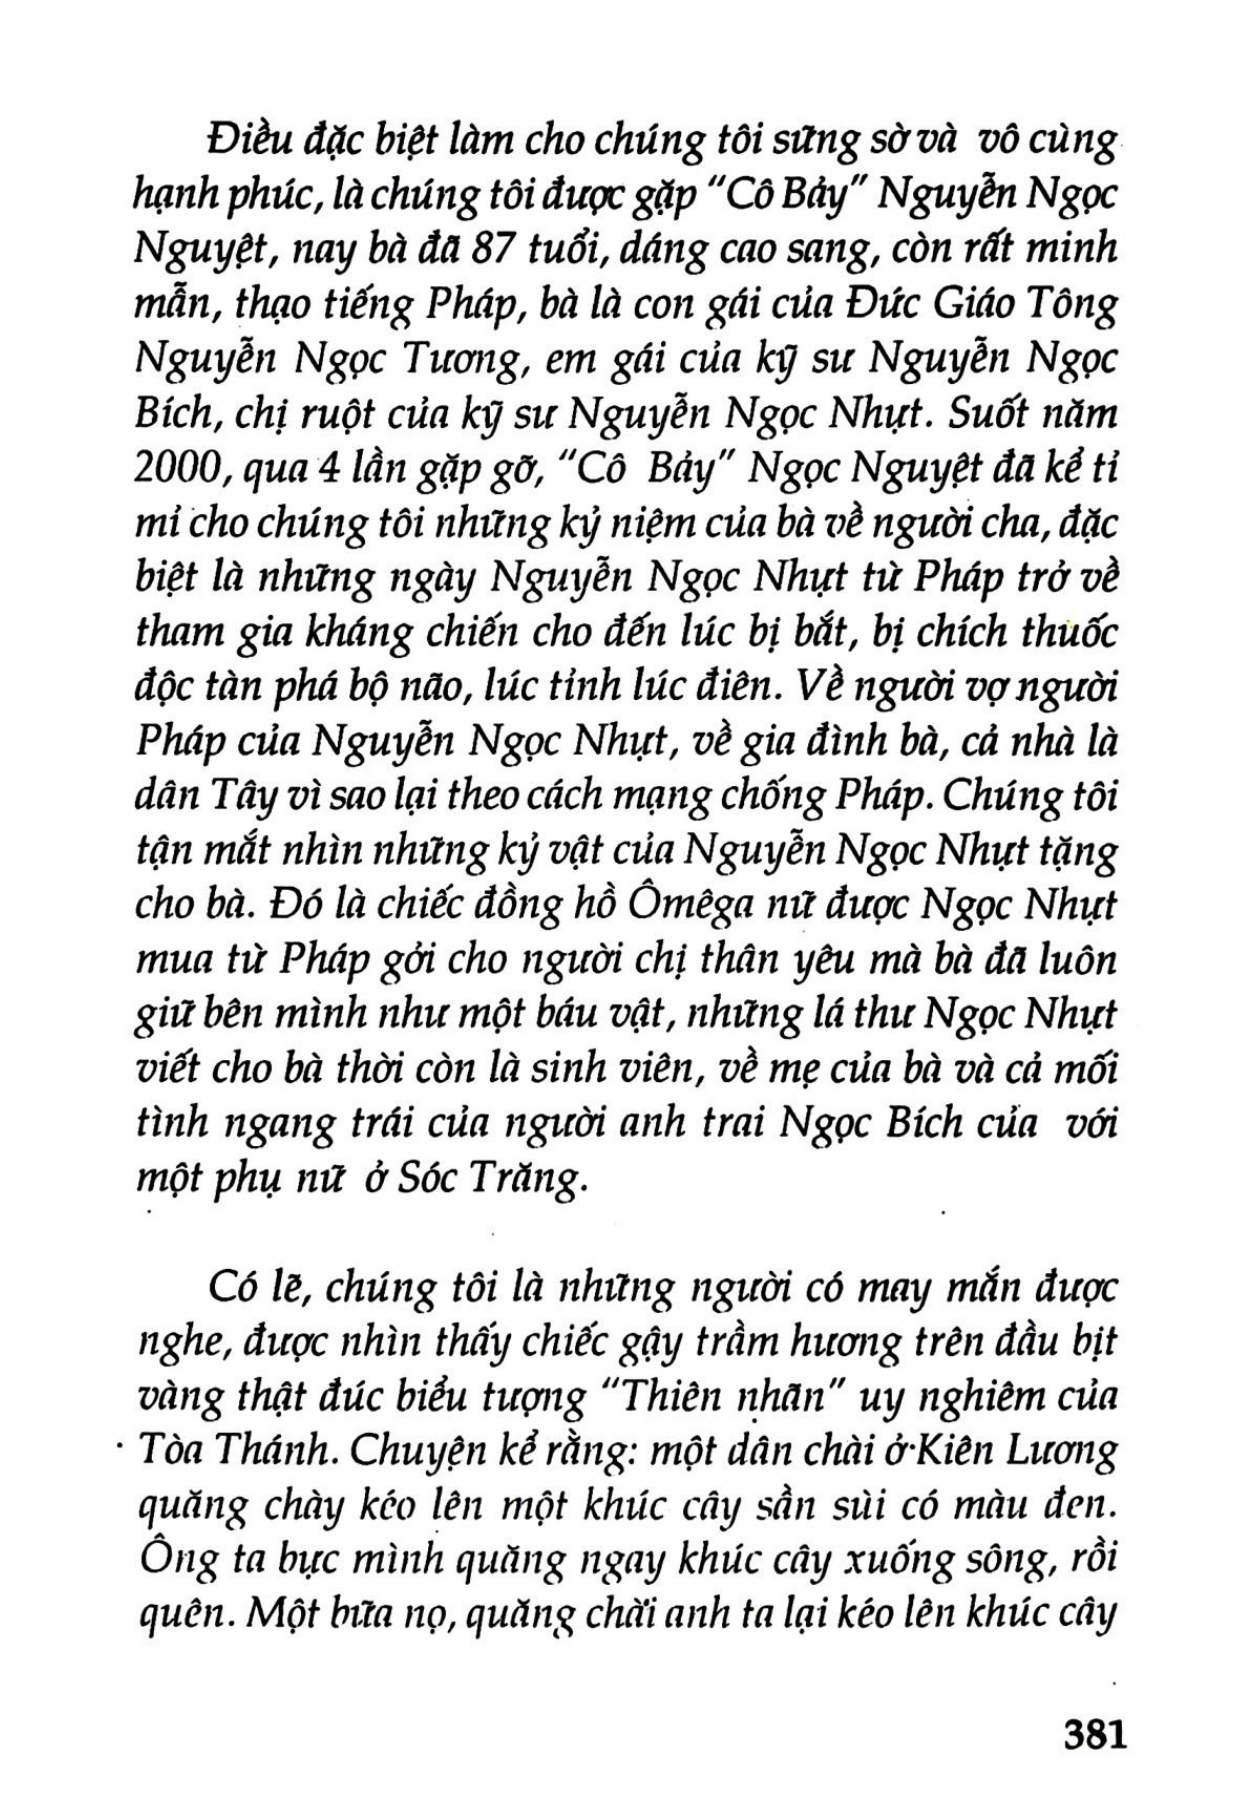 Điều đặc biệt làm cho chúng tôi sững sờ và vô cùng
hạnh phúc, là chúng tôi được gặp "Cô Bảy" Nguyễn Ngọc
Nguyệt, nay bà đã 87 tuổi, dáng cao sang, còn rất minh
mẫn, thạo tiếng Pháp, bà là con gái của Đức Giáo Tông
Nguyễn Ngọc Tương, em gái của kỹ sư Nguyễn Ngọc
Bích, chị ruột của kỹ sư Nguyễn Ngọc Nhựt. Suốt năm
2000, qua 4 lần gặp gỡ, "Cô Bảy" Ngọc Nguyệt đã kể tỉ
mỉ cho chúng tôi những kỷ niệm của bà về người cha, đặc
biệt là những ngày Nguyễn Ngọc Nhựt từ Pháp trở về
tham gia kháng chiến cho đến lúc bị bắt, bị chích thuốc
độc tàn phá bộ não, lúc tỉnh lúc điên. Về người vợ người
Pháp của Nguyễn Ngọc Nhựt, về gia đình bà, cả nhà là
dân Tây vì sao lại theo cách mạng chống Pháp. Chúng tôi
tận mắt nhìn những kỷ vật của Nguyễn Ngọc Nhựt tặng
cho bà. Đó là chiếc đồng hồ Ômêga nữ được Ngọc Nhựt
mua từ Pháp gởi cho người chị thân yêu mà bà đã luôn
giữ bên mình như một báu vật, những lá thư Ngọc Nhựt
viết cho bà thời còn là sinh viên, về mẹ của bà và cả mối
tình ngang trái của người anh trai Ngọc Bích của với
một phụ nữ ở Sóc Trăng.
Có lẽ, chúng tôi là những người có may mắn được
nghe, được nhìn thấy chiếc gậy trầm hương trên đầu bịt
vàng thật đúc biểu tượng "Thiên nhãn" uy nghiêm của
Tòa Thánh. Chuyện kể rằng: một dân chài ở Kiên Lương
quăng chày kéo lên một khúc cây sần sùi có màu đen.
Ông ta bực mình quăng ngay khúc cây xuống sông, rồi
quên. Một bữa nọ, quăng chài anh ta lại kéo lên khúc cây
381